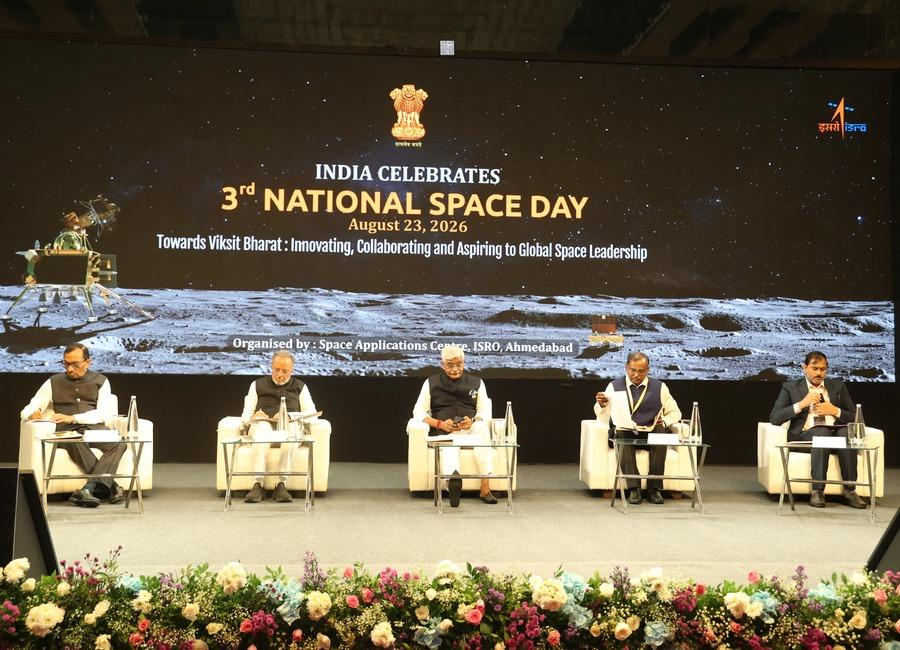 सत्यमेव जयते
इसरो isro
INDIA CELEBRATES
3rd NATIONAL SPACE DAY
August 23, 2026
Towards Viksit Bharat : Innovating, Collaborating and Aspiring to Global Space Leadership
Organised by : Space Applications Centre, ISRO, Ahmedabad